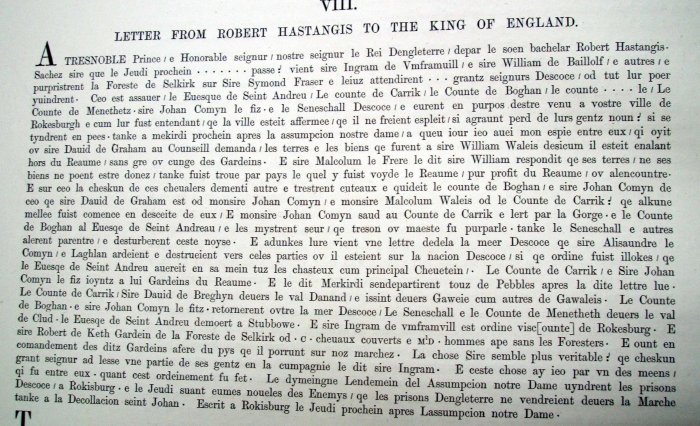 VIII.
LETTER FROM ROBERT HASTANGIS TO THE KING OF ENGLAND.
A TRESNOBLE Prince/ e Honorable seignur/ nostre seignur le Rei Dengleterre/ depar le soen bachelar Robert Hastangis·
Sachez sire que le Jeudi prochein · · · · · · · passe⸵ vient sire Ingram de Vmframuill/ e sire William de Baillolf/ e autres/ e
purpristrent la Foreste de Selkirk sur Sire Symond Fraser e leiuz attendirent · · · grantz seignurs Descoce/ od tut lur poer
yuindrent· Ceo est assauer/ le Euesque de Seint Andreu/ Le counte de Carrik/ le Counte de Boghan/ le counte · · · · le/ Le
Counte de Menethetz· sire Johan Comyn le fiz· e le Seneschall Descoce/ e eurent en purpos destre venu a vostre ville de
Rokesburgh e eum lur fust entendant/ qe la ville esteit affermee/ qe il ne freient espleit/ si agraunt perd de lurs gentz noun⸵ si se
tyndrent en pees· tanke a mekirdi prochein apres la assumpcion nostre dame/ a queu iour ieo auei mon espie entre eux/ qi oyit
ov sire Dauid de Graham au Counseill demandi/ les terres e les biens qe furent a sire William Waleis desicum il esteit enalant
hors du Reaume/ sans gre ov cunge des Gardeins· E sire Malcolum le Frere le dit sire William respondit qe ses terres/ ne ses
biens ne poent estre donez/ tanke fuist troue par pays le quel y fuist voyde le Reaume/ pur profit du Reaume/ ov alencountre·
E sur ceo la cheskun de ces cheualers dementi autre e trestrent cuteaux e quideit le counte de Boghan/ e sire Johan Comyn de
ceo qe sire Dauid de Graham est od monsire Johan Comyn/ e monsire Malcolum Waleis od le Counte de Carrik⸵ qe alkune
mellee fuist comence en desceite de eux/ E monsire Johan Comyn saud au Counte de Carrik e lert par la Gorge· e le Counte
de Boghan al Euesqe de Seint Andreau/ e les mystrent seur/ qe treson ov maeste fu purparle· tanke le Seneschall e autres
alerent parentre/ e desturberent ceste noyse· E adunkes lure vient vne lettre dedela la meer Descoce qe sire Alisaundre le
Comyn/ e Laghlan ardeient e destrueient vers celes parties ov il esteient sur la nacion Descoce/ si qe ordine fuist illokes/ qe
le Euesqe de Seint Andreu auereit en sa mein tuz les chasteux cum principal Cheuetein· Le Counte de Carrik/ e Sire Johan
Comyn le fiz ioyntz a lui Gardeins du Reaume· E le dit Merkirdi sendepartirent touz de Pebbles apres la dite lettre lue·
Le Counte de Carrik/ Sire Dauid de Breghyn deuers le val Danand/ e issint deuers Gaweie cum autres de Gawaleis· Le Counte
de Boghan· e sire Johan Comyn le fitz· retornerent ovtre la mer Descoce/ Le Seneschall e le Counte de Menetheth deuers le val
de Clud· le Euesqe de Seint Andreu demoert a Stubbowe· E sire Ingram de vmframvill est ordine visc[ounte] de Rokesburg· E
sire Robert de Keth Gardein de la Foreste de Selkirk od · c· cheuaux couverts e mˡb· hommes ape sans les Foresters· E ount en
comandement des ditz Gardeins afere du pys qe il porrunt sur noz marchez· La chose Sire semble plus veritable⸵ qe cheskun
grant seignur ad lesse vne partie de ses gentz en la cumpagnie le dit sire Ingram· E ceste chose ay ieo par vn des meens/
qi fu entre eux· quant cest ordeinement fu fet· Le dymeingne Lendemein del Assumpcion notre Dame uyndrent les prisons
Descoce/ a Rokisburg· e le Jeudi suant eumes noueles des Enemys/ qe les prisons Dengleterre ne vendreient deuers la Marche
tanke a la Decollacion seint Johan· Escrit a Rokisburg le Jeudi prochein apres Lassumpcion notre Dame·
T